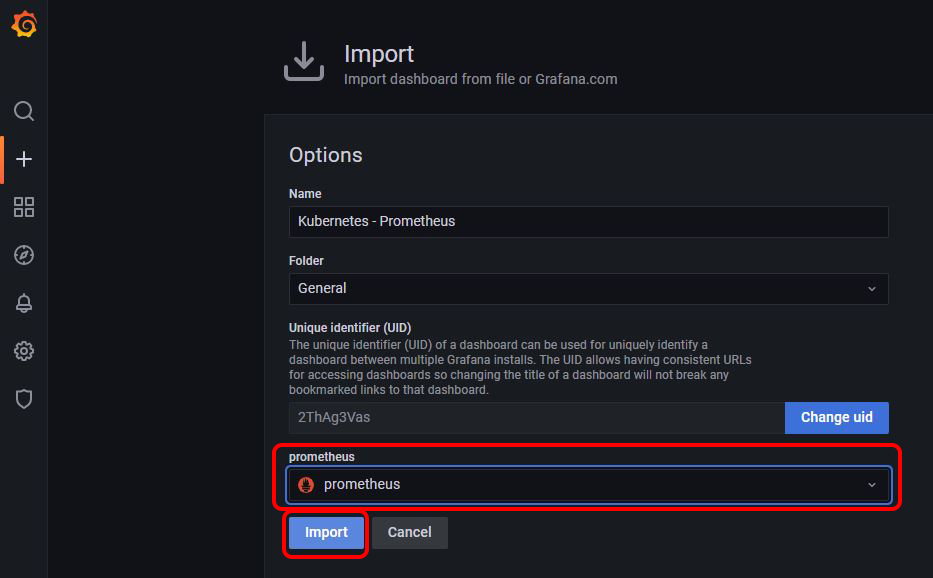 Import
Import dashboard from file or Grafana.com
Options
Name
Kubernetes - Prometheus
Folder
General
Unique identifier (UID)
The unique identifier (UID) of a dashboard can be used for uniquely identify a
dashboard between multiple Grafana installs. The UID allows having consistent URLs
for accessing dashboards so changing the title of a dashboard will not break any
bookmarked links to that dashboard.
2ThAg3Vas
Change uid
prometheus
prometheus
Import Cancel